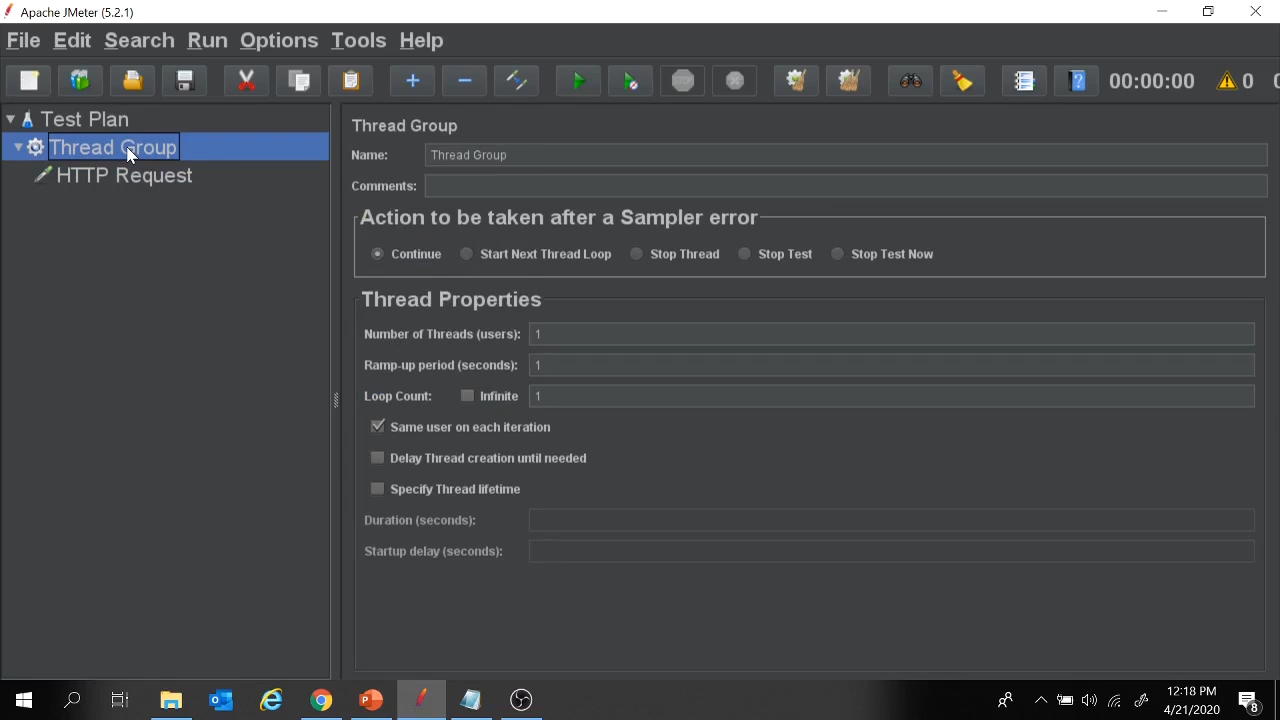 Apache JMeter (5.2.1)
File Edit Search Run Options Tools Help
00:00:00 0
Test Plan
Thread Group
HTTP Request
Thread Group
Name: Thread Group
Comments:
Action to be taken after a Sampler error
Continue Start Next Thread Loop Stop Thread Stop Test Stop Test Now
Thread Properties
Number of Threads (users): 1
Ramp-up period (seconds): 1
Loop Count: Infinite 1
Same user on each iteration
Delay Thread creation until needed
Specify Thread lifetime
Duration (seconds):
Startup delay (seconds):
12:18 PM
4/21/2020
8